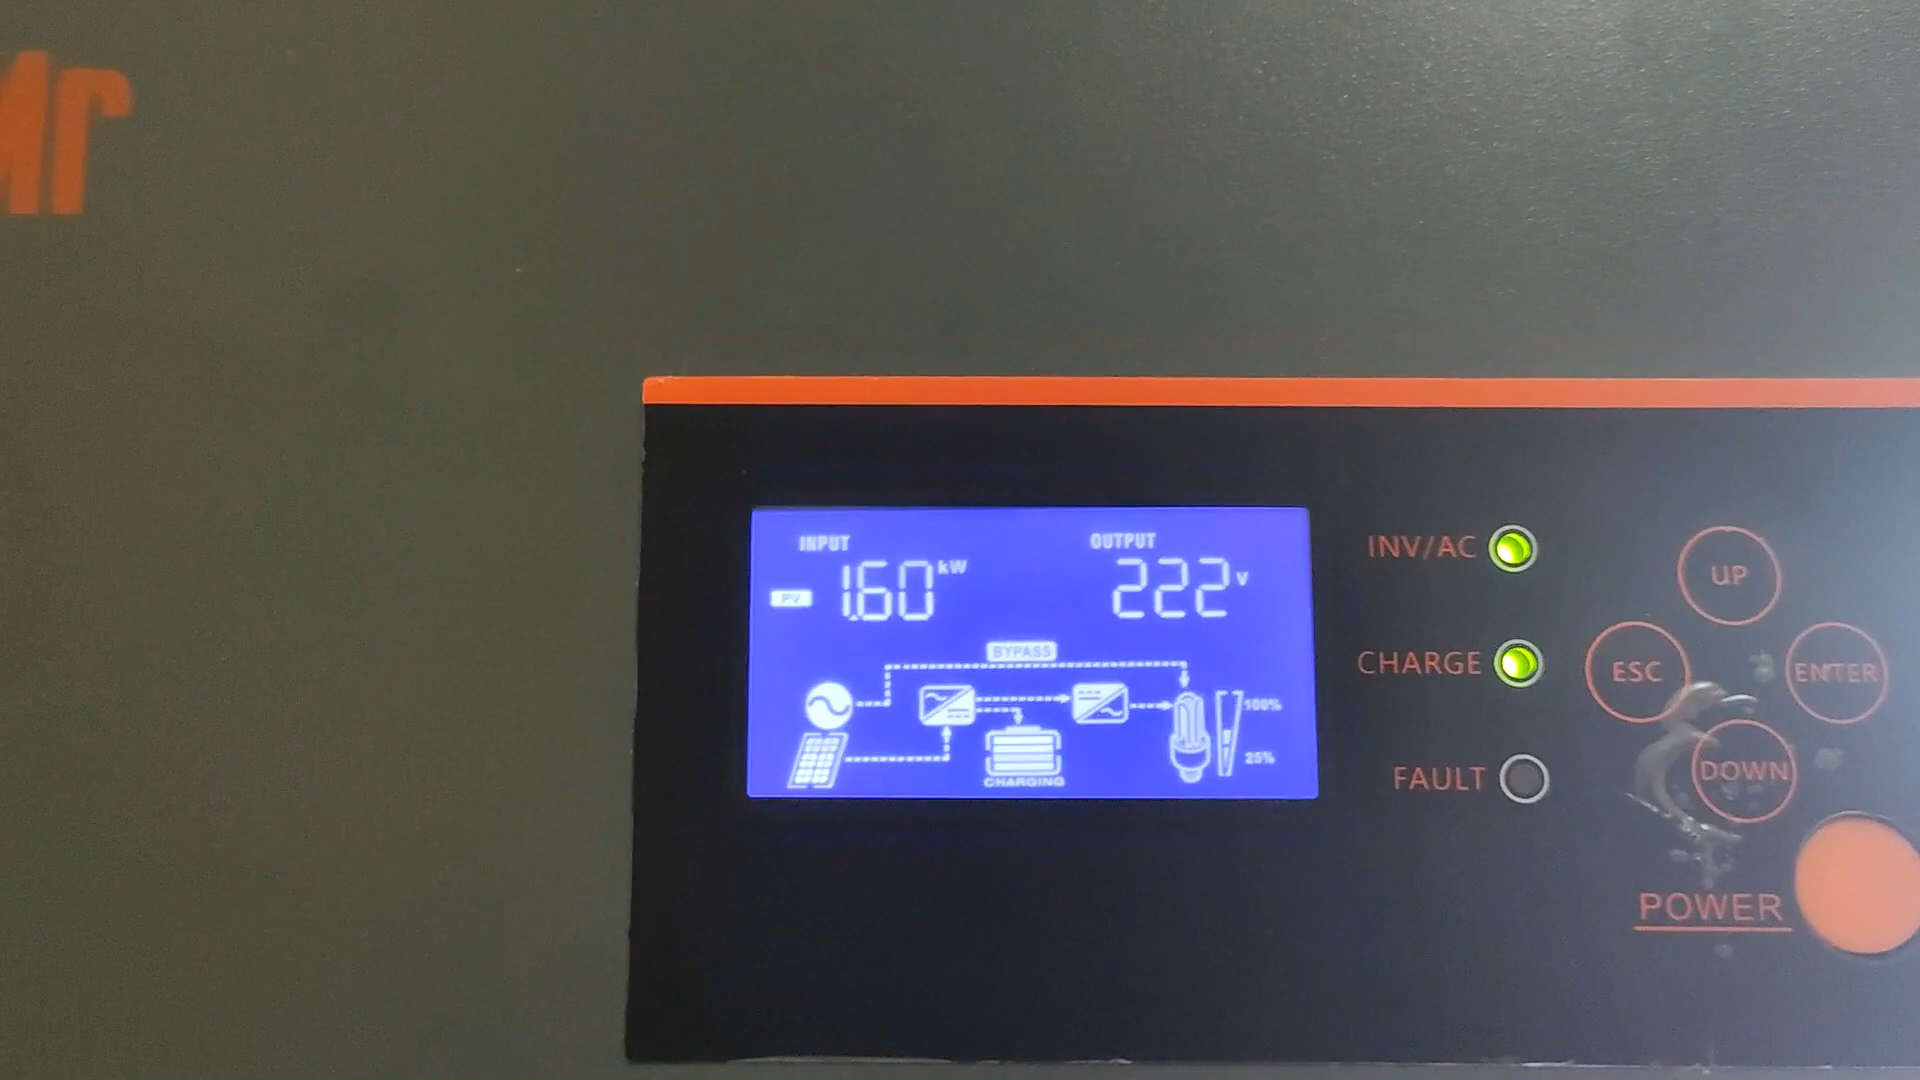 INPUT
OUTPUT
PV 1.60 kW
222 V
BYPASS
100%
25%
CHARGING
INV/AC
CHARGE
FAULT
UP
ESC
ENTER
DOWN
POWER